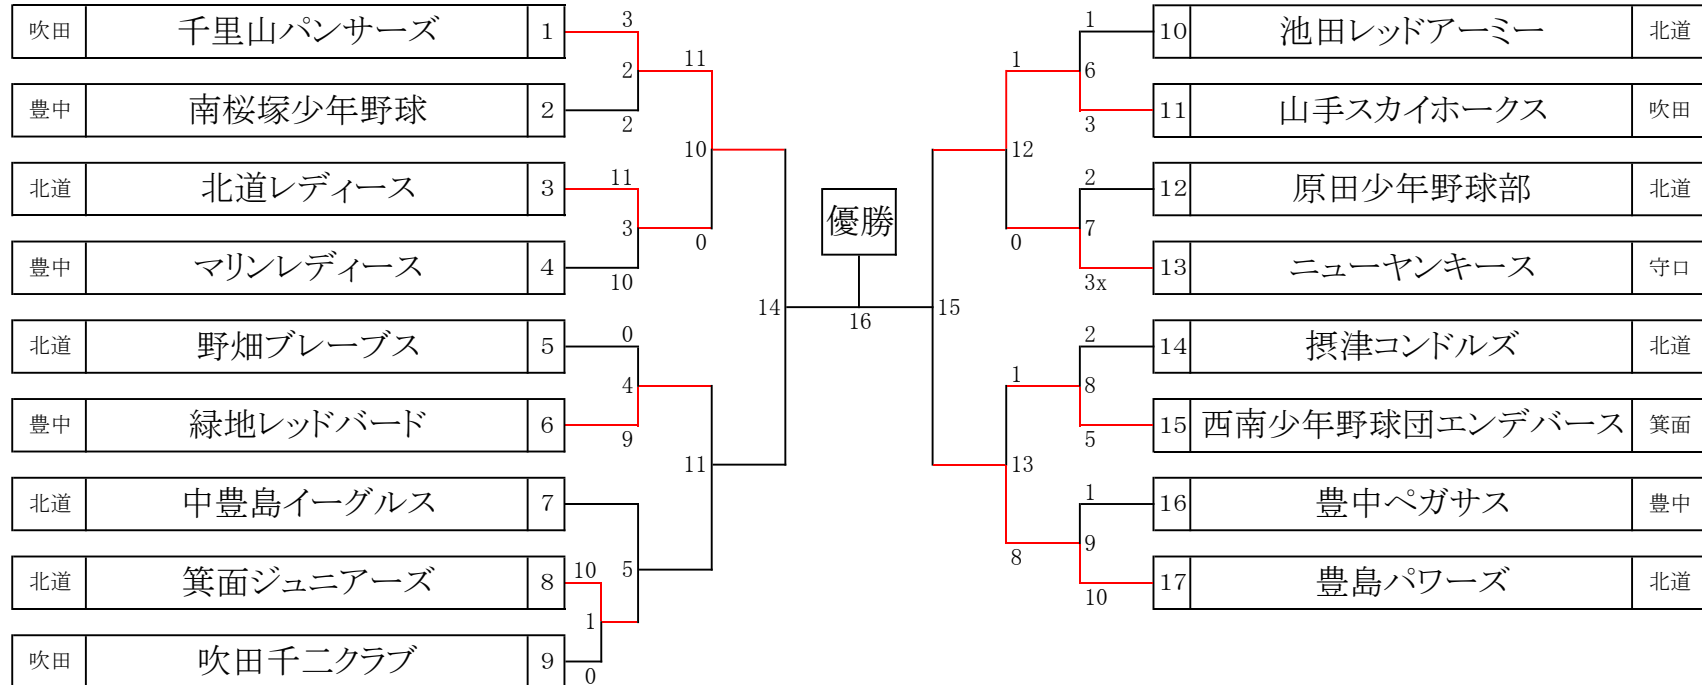 吹田 千里山パンサーズ 1 3
2 11
豊中 南桜塚少年野球 2 2
10
北道 北道レディース 3 11
3 0
豊中 マリンレディース 4 10
14
北道 野畑ブレーブス 5 0
4
豊中 緑地レッドバード 6 9
11
北道 中豊島イーグルス 7
5
北道 箕面ジュニアーズ 8 10
1
吹田 吹田千二クラブ 9 0
優勝
16
1 10 池田レッドアーミー 北道
1 6
3 11 山手スカイホークス 吹田
12
2 12 原田少年野球部 北道
0 7
3x 13 ニューヤンキース 守口
15
2 14 摂津コンドルズ 北道
1 8
5 15 西南少年野球団エンデバース 箕面
13
1 16 豊中ペガサス 豊中
8 9
10 17 豊島パワーズ 北道